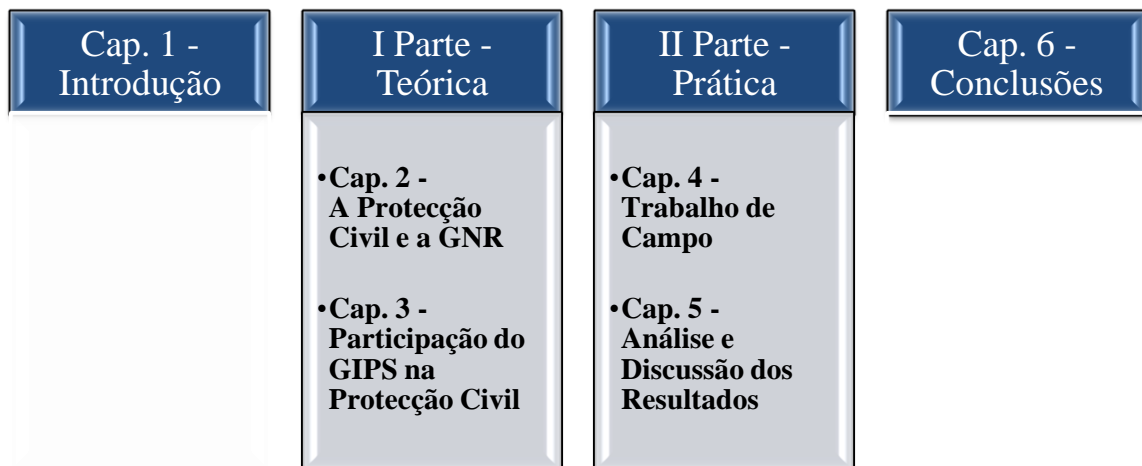 Cap. 1 -
Introdução
I Parte -
Teórica
•Cap. 2 -
A Protecção
Civil e a GNR
•Cap. 3 -
Participação do
GIPS na
Protecção Civil
II Parte -
Prática
•Cap. 4 -
Trabalho de
Campo
•Cap. 5 -
Análise e
Discussão dos
Resultados
Cap. 6 -
Conclusões